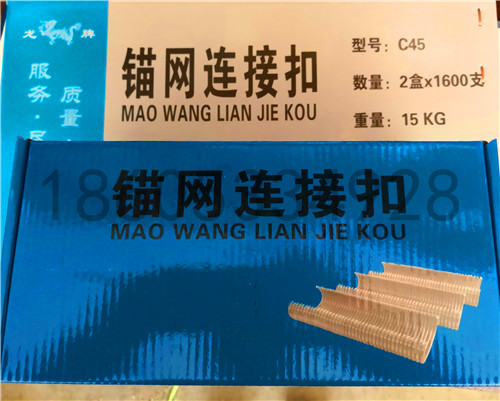 龙 牌
服务·
质量·
锚网连接扣
MAO WANG LIAN JIE KOU
型号: C45
数量: 2盒x1600支
重量: 15 KG
锚网连接扣
MAO WANG LIAN JIE KOU